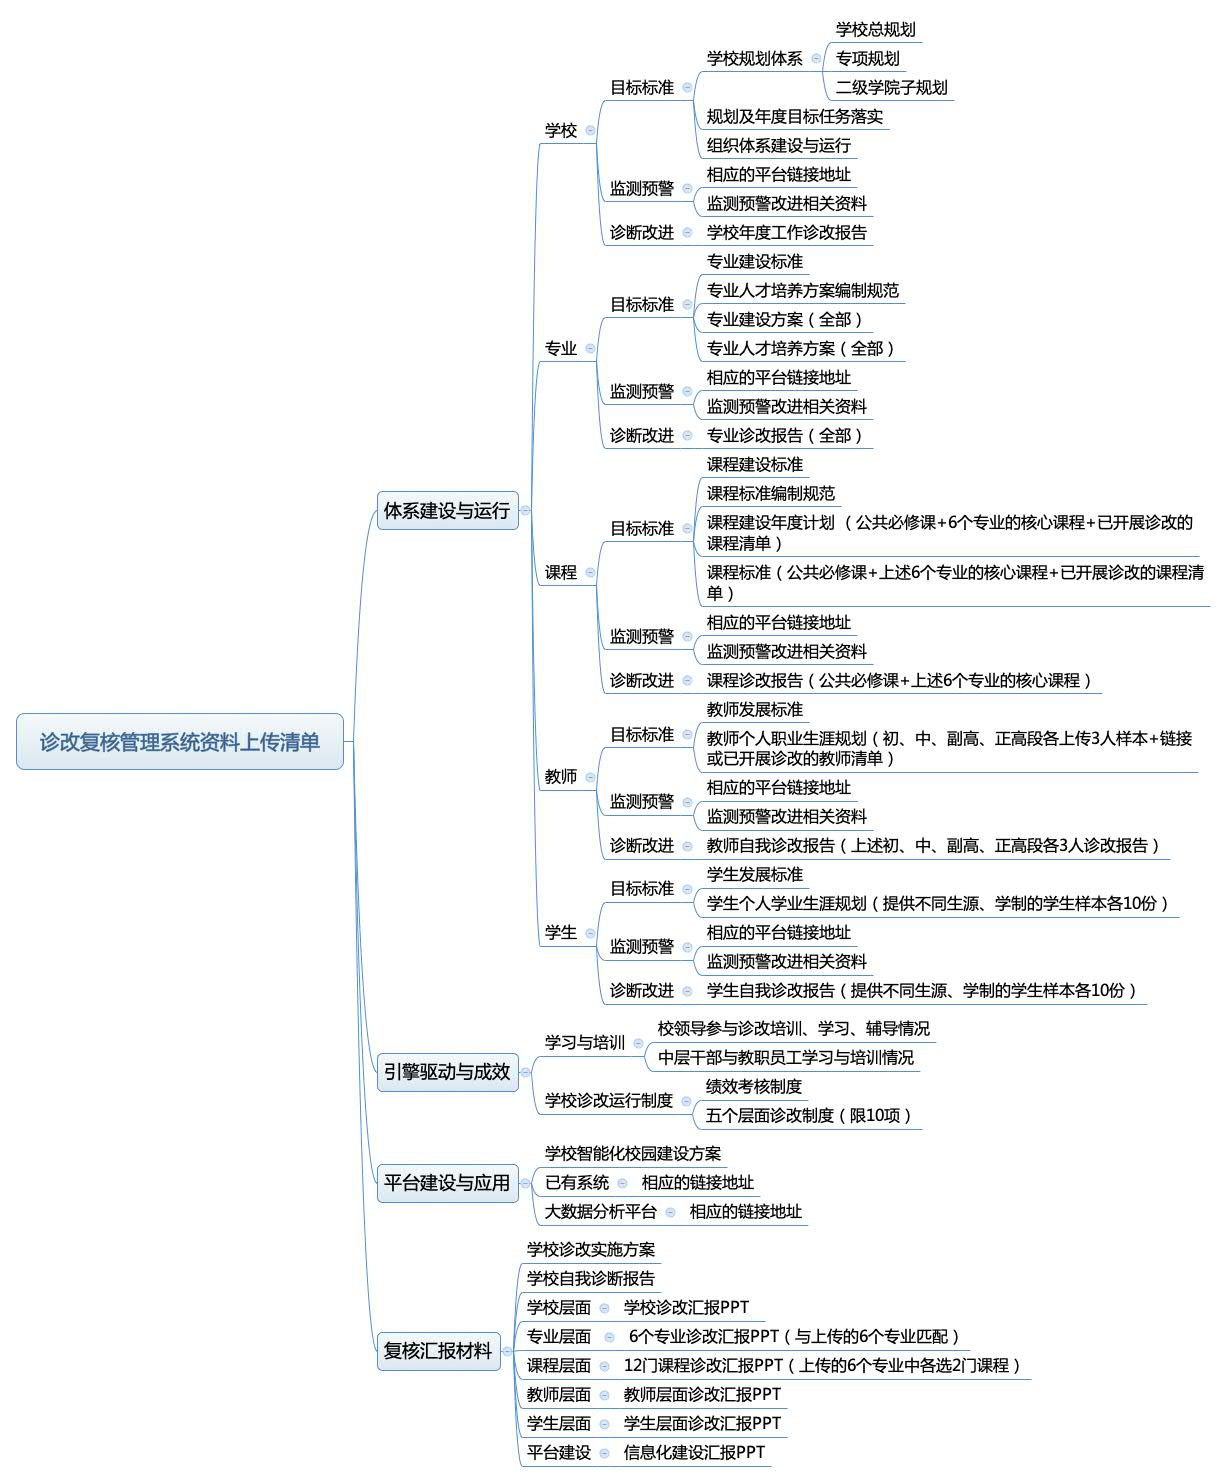 诊改复核管理系统资料上传清单
体系建设与运行
学校
目标标准
学校规划体系
学校总规划
专项规划
二级学院子规划
规划及年度目标任务落实
组织体系建设与运行
监测预警
相应的平台链接地址
监测预警改进相关资料
诊断改进
学校年度工作诊改报告
专业
目标标准
专业建设标准
专业人才培养方案编制规范
专业建设方案（全部）
专业人才培养方案（全部）
监测预警
相应的平台链接地址
监测预警改进相关资料
诊断改进
专业诊改报告（全部）
课程
目标标准
课程建设标准
课程标准编制规范
课程建设年度计划 （公共必修课+6个专业的核心课程+已开展诊改的
课程清单）
课程标准（公共必修课+上述6个专业的核心课程+已开展诊改的课程清
单）
监测预警
相应的平台链接地址
监测预警改进相关资料
诊断改进
课程诊改报告（公共必修课+上述6个专业的核心课程）
教师
目标标准
教师发展标准
教师个人职业生涯规划（初、中、副高、正高段各上传3人样本+链接
或已开展诊改的教师清单）
监测预警
相应的平台链接地址
监测预警改进相关资料
诊断改进
教师自我诊改报告（上述初、中、副高、正高段各3人诊改报告）
学生
目标标准
学生发展标准
学生个人学业生涯规划（提供不同生源、学制的学生样本各10份）
监测预警
相应的平台链接地址
监测预警改进相关资料
诊断改进
学生自我诊改报告（提供不同生源、学制的学生样本各10份）
引擎驱动与成效
学习与培训
校领导参与诊改培训、学习、辅导情况
中层干部与教职员工学习与培训情况
学校诊改运行制度
绩效考核制度
五个层面诊改制度（限10项）
平台建设与应用
学校智能化校园建设方案
已有系统
相应的链接地址
大数据分析平台
相应的链接地址
复核汇报材料
学校诊改实施方案
学校自我诊断报告
学校层面
学校诊改汇报PPT
专业层面
6个专业诊改汇报PPT（与上传的6个专业匹配）
课程层面
12门课程诊改汇报PPT（上传的6个专业中各选2门课程）
教师层面
教师层面诊改汇报PPT
学生层面
学生层面诊改汇报PPT
平台建设
信息化建设汇报PPT